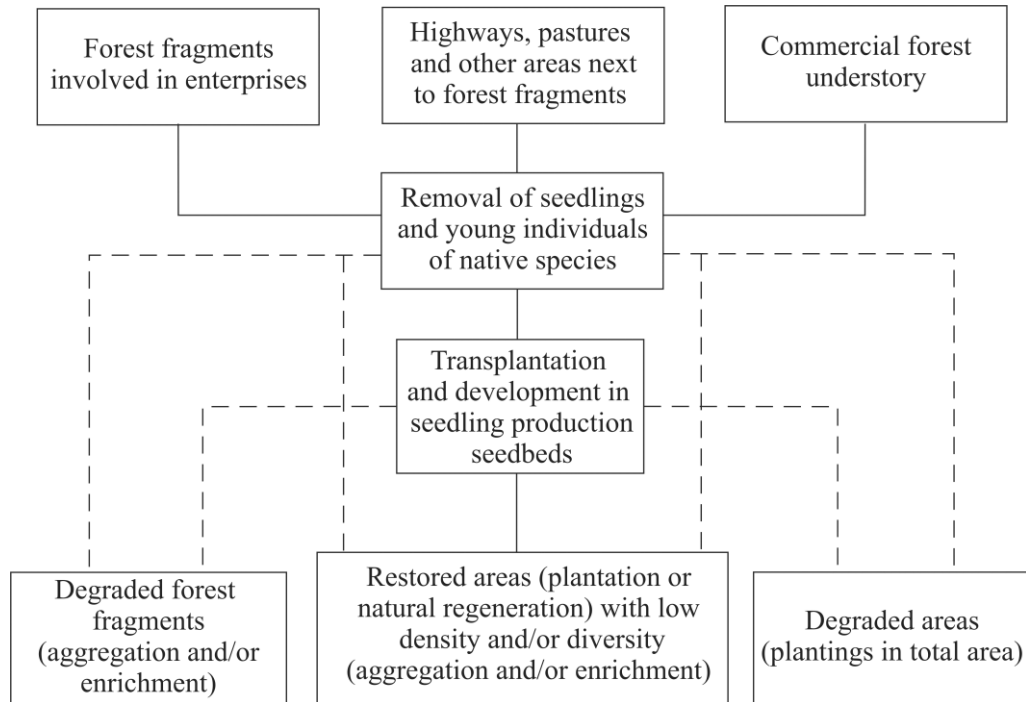 Forest fragments
involved in enterprises
Highways, pastures
and other areas next
to forest fragments
Commercial forest
understory
Removal of seedlings
and young individuals
of native species
Transplantation
and development in
seedling production
seedbeds
Degraded forest
fragments
(aggregation and/or
enrichment)
Restored areas (plantation or
natural regeneration) with low
density and/or diversity
(aggregation and/or enrichment)
Degraded areas
(plantings in total area)